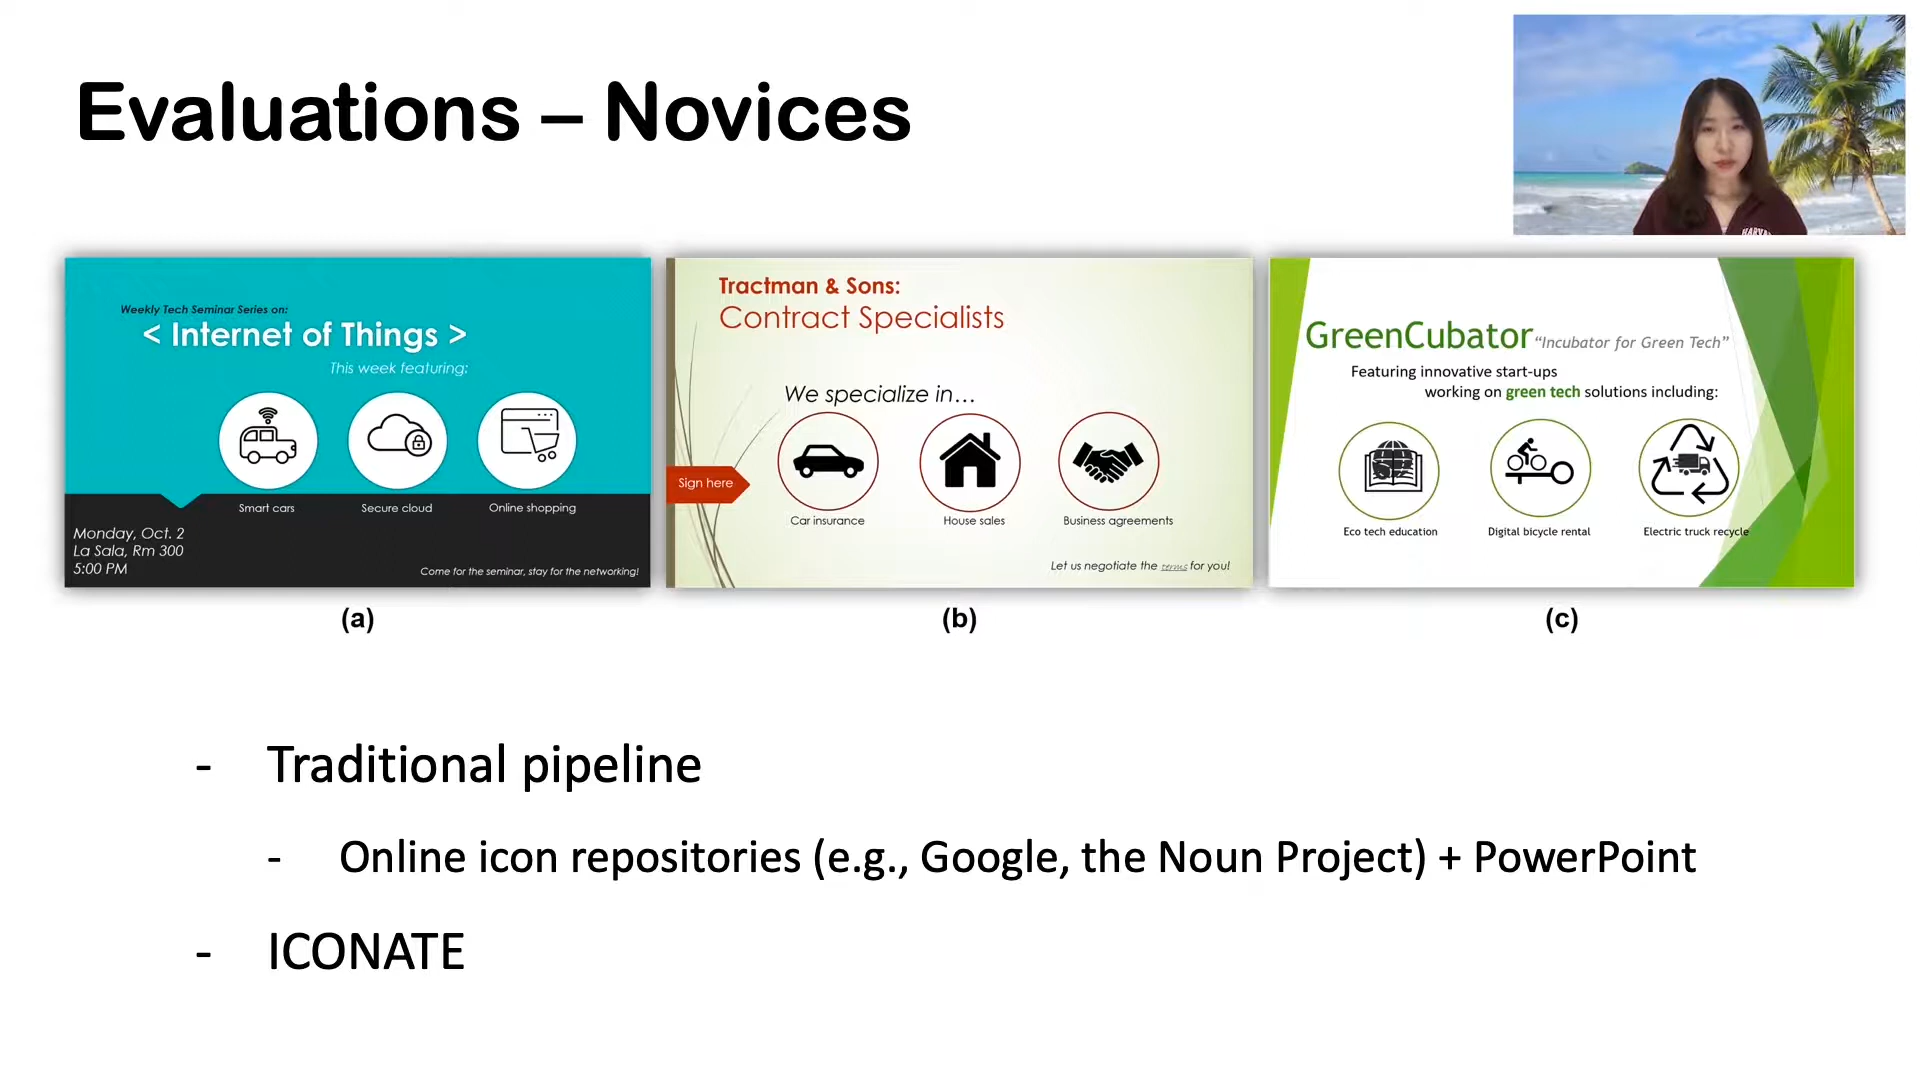 Evaluations – Novices
HARVA
Weekly Tech Seminar Series on:
< Internet of Things >
This week featuring:
Smart cars
Secure cloud
Online shopping
Monday, Oct. 2
La Sala, Rm 300
5:00 PM
Come for the seminar, stay for the networking!
(a)
Tractman & Sons:
Contract Specialists
We specialize in...
Sign here
Car insurance
House sales
Business agreements
Let us negotiate the terms for you!
(b)
GreenCubator "Incubator for Green Tech"
Featuring innovative start-ups
working on green tech solutions including:
Eco tech education
Digital bicycle rental
Electric truck recycle
(c)
- Traditional pipeline
- Online icon repositories (e.g., Google, the Noun Project) + PowerPoint
- ICONATE